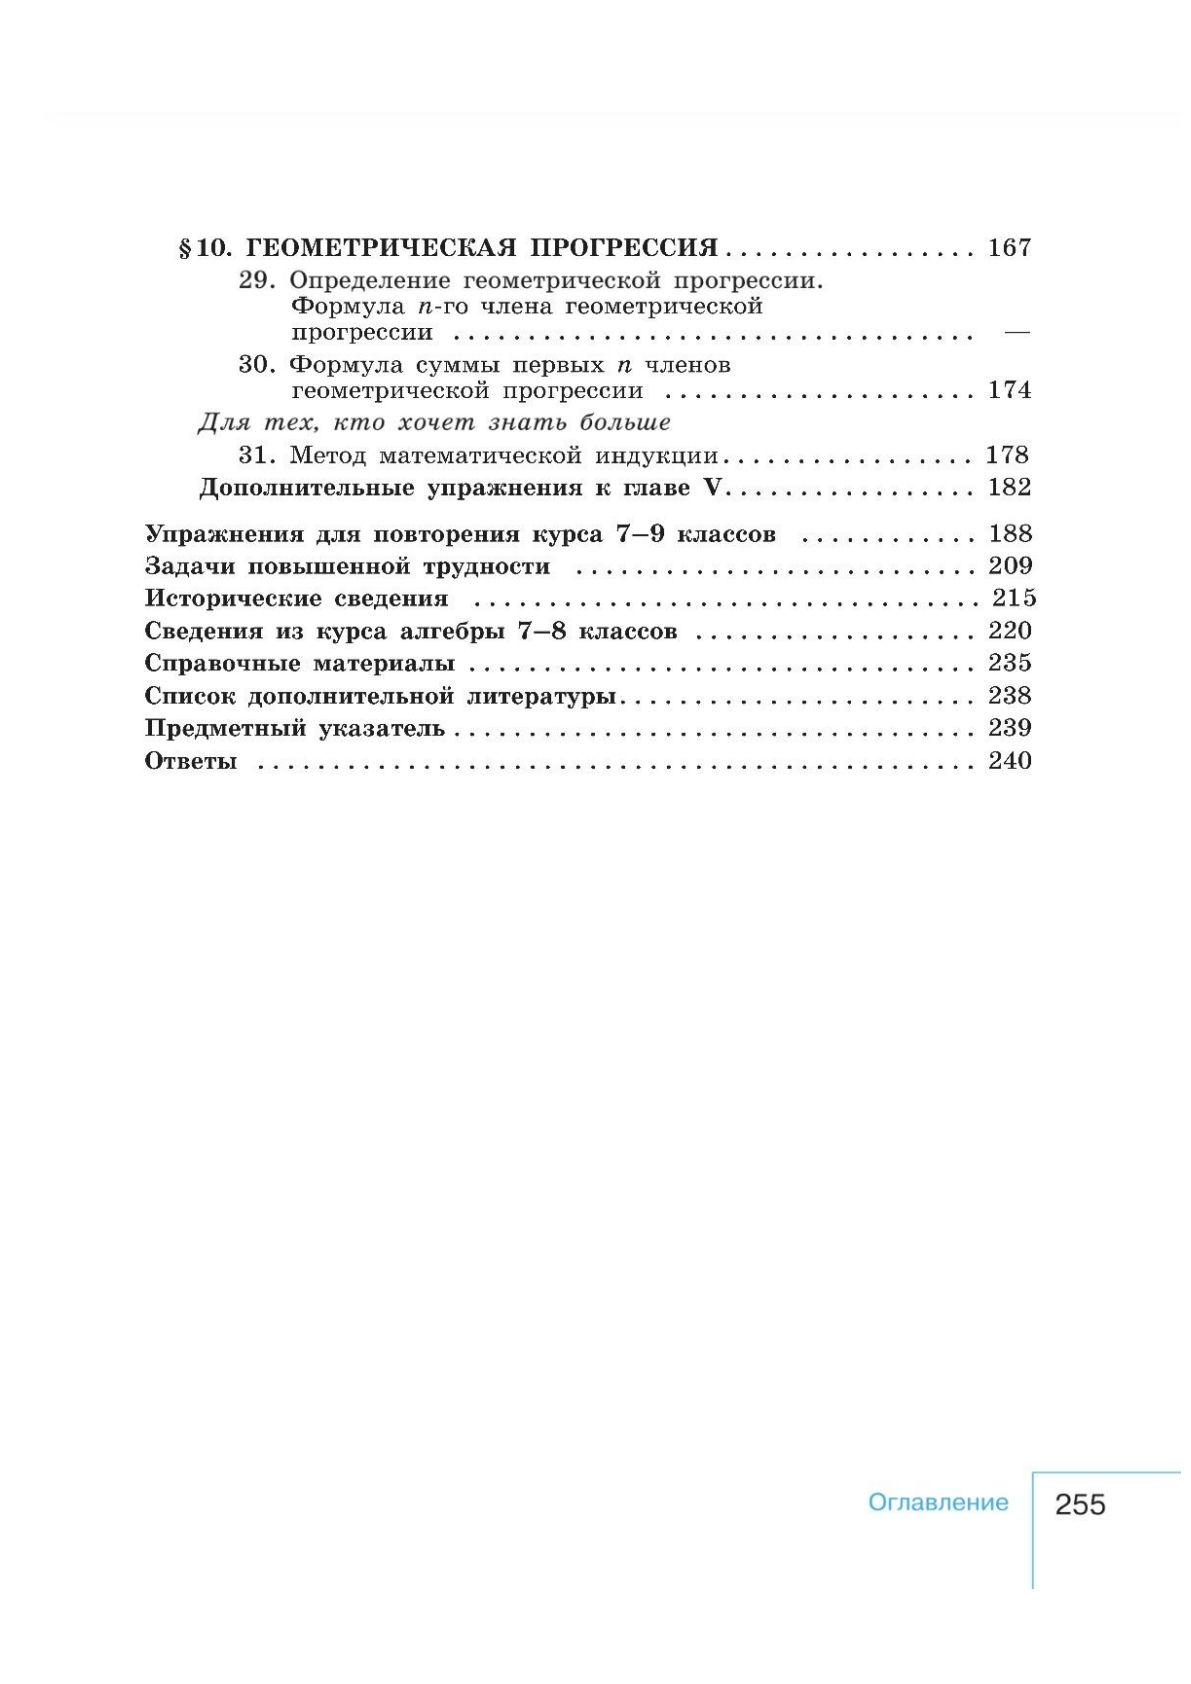 § 10. ГЕОМЕТРИЧЕСКАЯ ПРОГРЕССИЯ . . . . . . . . . . . . . . . . . 167
29. Определение геометрической прогрессии.
Формула n-го члена геометрической
прогрессии . . . . . . . . . . . . . . . . . . . . . . . . . . . . . . . . . . . —
30. Формула суммы первых n членов
геометрической прогрессии . . . . . . . . . . . . . . . . . . . . . 174
Для тех, кто хочет знать больше
31. Метод математической индукции . . . . . . . . . . . . . . . . . 178
Дополнительные упражнения к главе V . . . . . . . . . . . . . . . . . 182
Упражнения для повторения курса 7—9 классов . . . . . . . . . . . . 188
Задачи повышенной трудности . . . . . . . . . . . . . . . . . . . . . . . . . . . 209
Исторические сведения . . . . . . . . . . . . . . . . . . . . . . . . . . . . . . . . . . 215
Сведения из курса алгебры 7—8 классов . . . . . . . . . . . . . . . . . . . 220
Справочные материалы . . . . . . . . . . . . . . . . . . . . . . . . . . . . . . . . . . 235
Список дополнительной литературы . . . . . . . . . . . . . . . . . . . . . . . . 238
Предметный указатель . . . . . . . . . . . . . . . . . . . . . . . . . . . . . . . . . . . 239
Ответы . . . . . . . . . . . . . . . . . . . . . . . . . . . . . . . . . . . . . . . . . . . . . . . . 240
Оглавление 255